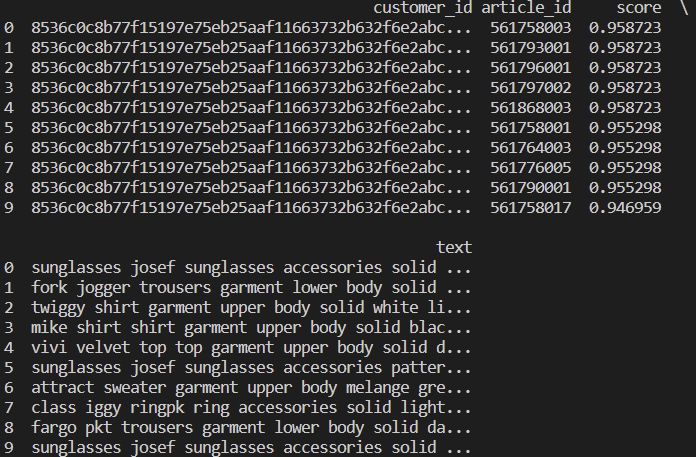 customer_id article_id score \
0 8536c0c8b77f15197e75eb25aaf11663732b632f6e2abc... 561758003 0.958723
1 8536c0c8b77f15197e75eb25aaf11663732b632f6e2abc... 561793001 0.958723
2 8536c0c8b77f15197e75eb25aaf11663732b632f6e2abc... 561796001 0.958723
3 8536c0c8b77f15197e75eb25aaf11663732b632f6e2abc... 561797002 0.958723
4 8536c0c8b77f15197e75eb25aaf11663732b632f6e2abc... 561868003 0.958723
5 8536c0c8b77f15197e75eb25aaf11663732b632f6e2abc... 561758001 0.955298
6 8536c0c8b77f15197e75eb25aaf11663732b632f6e2abc... 561764003 0.955298
7 8536c0c8b77f15197e75eb25aaf11663732b632f6e2abc... 561776005 0.955298
8 8536c0c8b77f15197e75eb25aaf11663732b632f6e2abc... 561790001 0.955298
9 8536c0c8b77f15197e75eb25aaf11663732b632f6e2abc... 561758017 0.946959
text
0 sunglasses josef sunglasses accessories solid ...
1 fork jogger trousers garment lower body solid ...
2 twiggy shirt garment upper body solid white li...
3 mike shirt shirt garment upper body solid blac...
4 vivi velvet top top garment upper body solid d...
5 sunglasses josef sunglasses accessories patter...
6 attract sweater garment upper body melange gre...
7 class iggy ringpk ring accessories solid light...
8 fargo pkt trousers garment lower body solid da...
9 sunglasses josef sunglasses accessories solid ...